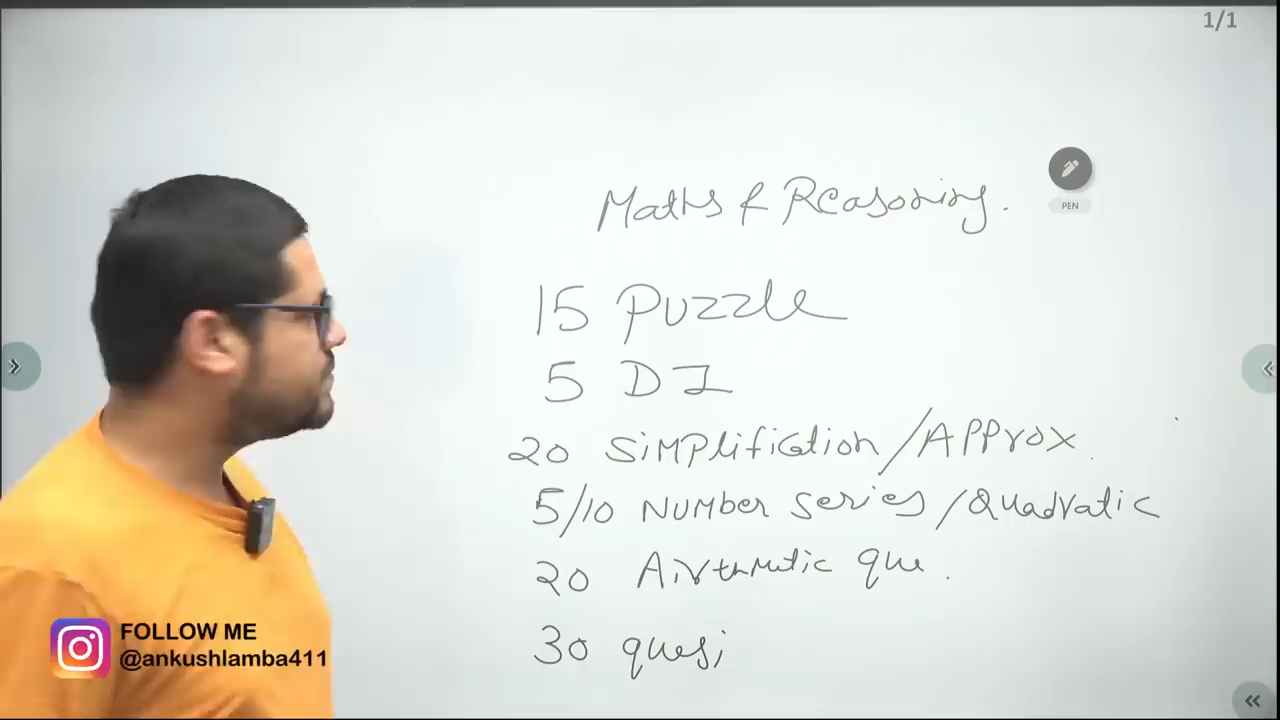 1/1
Maths & Reasoning.
PEN
15 Puzzle
5 DI
20 Simplification/Approx.
5/10 Number series/Quadratic
20 Airthmetic que.
30 ques;
FOLLOW ME
@ankushlamba411